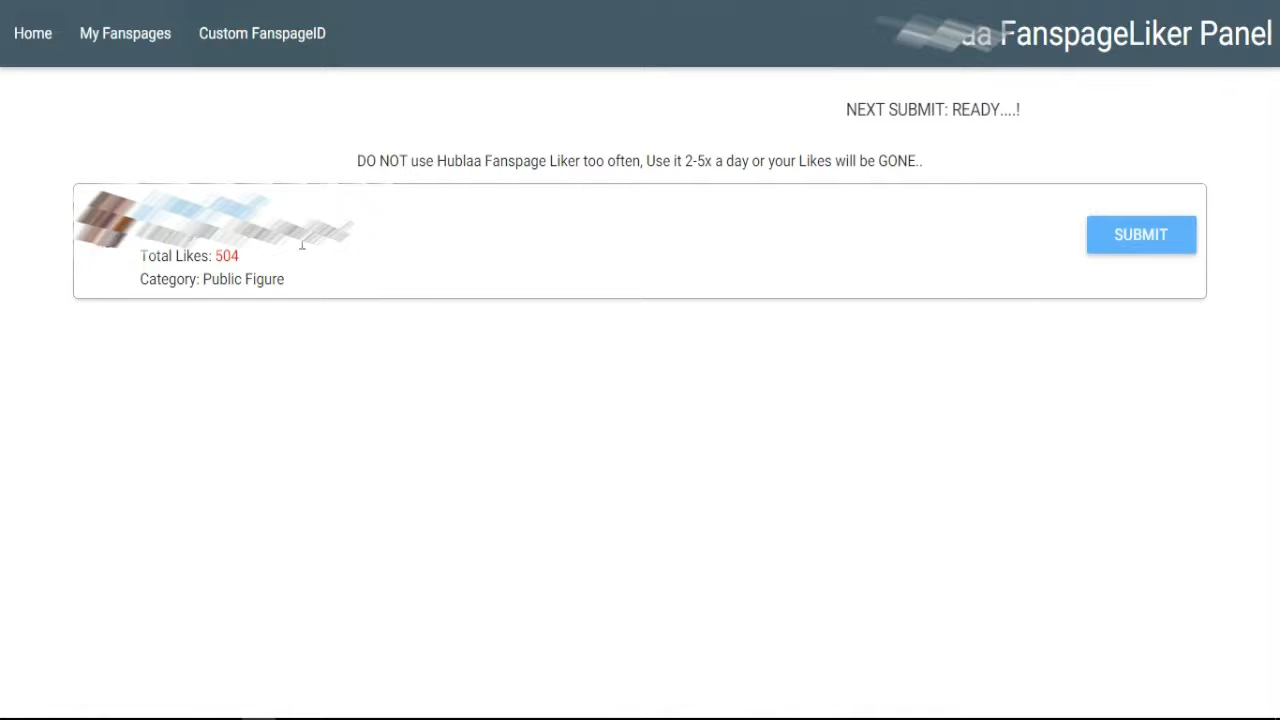 Home My Fanspages Custom FanspageID FanspageLiker Panel
NEXT SUBMIT: READY....!
DO NOT use Hublaa Fanspage Liker too often, Use it 2-5x a day or your Likes will be GONE..
SUBMIT
Total Likes: 504
Category: Public Figure